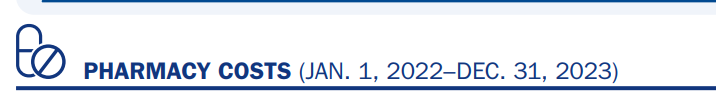 PHARMACY COSTS (JAN. 1, 2022–DEC. 31, 2023)